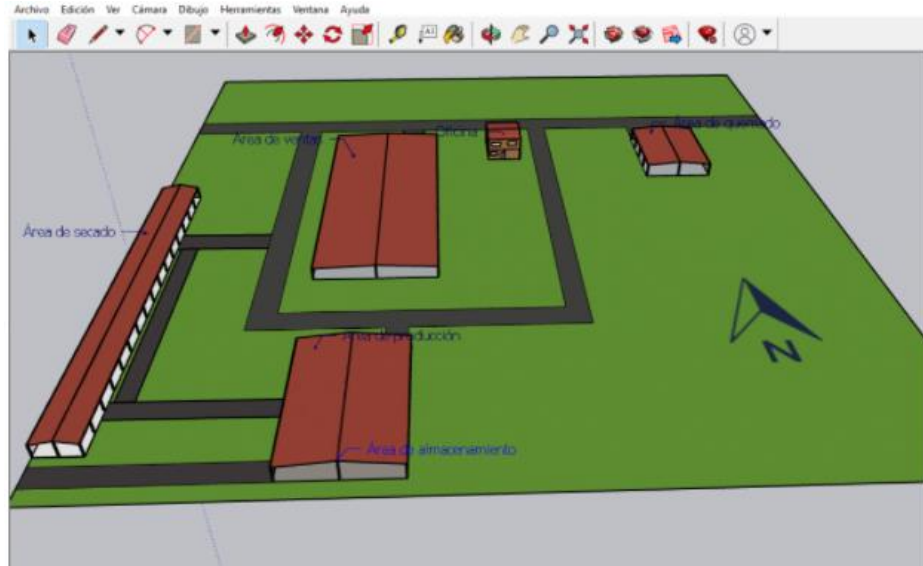 Archivo Edición Ver Cámara Dibujo Herramientas Ventana Ayuda
A1
Área de ventas
Oficina
Área de quemado
Área de secado
Área de producción
Área de almacenamiento
N